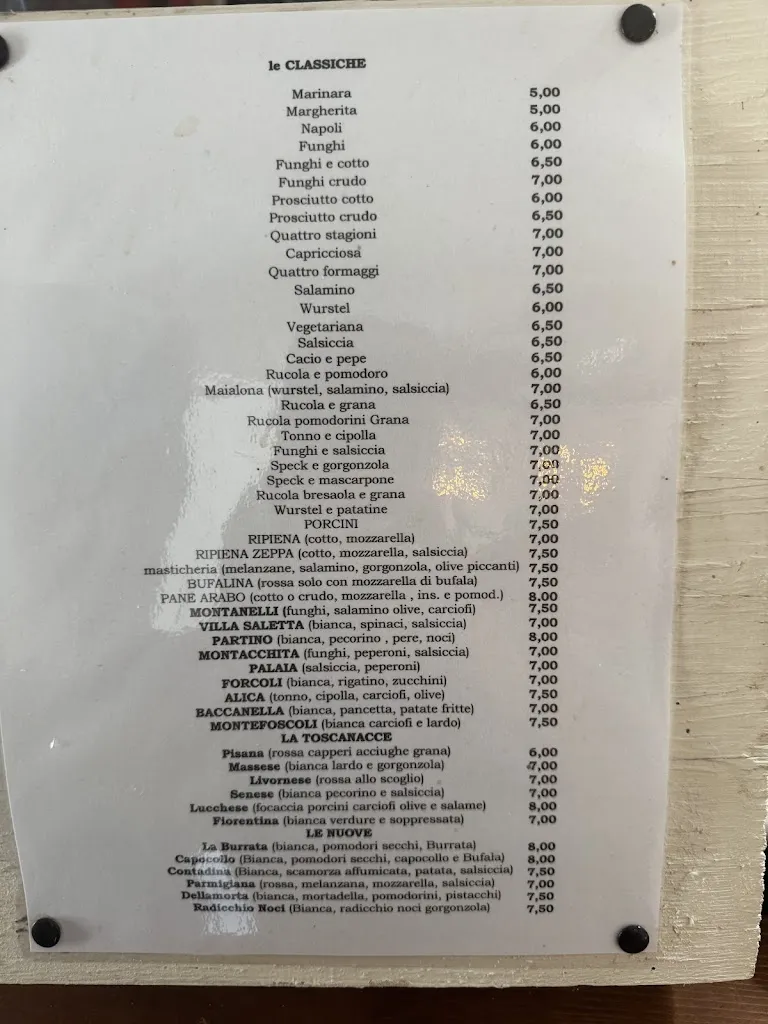 le CLASSICHE
Marinara 5,00
Margherita 5,00
Napoli 6,00
Funghi 6,00
Funghi e cotto 6,50
Funghi crudo 7,00
Prosciutto cotto 6,00
Prosciutto crudo 6,50
Quattro stagioni 7,00
Capricciosa 7,00
Quattro formaggi 7,00
Salamino 6,50
Wurstel 6,00
Vegetariana 6,50
Salsiccia 6,50
Cacio e pepe 6,50
Rucola e pomodoro 6,00
Maialona (wurstel, salamino, salsiccia) 7,00
Rucola e grana 6,50
Rucola pomodorini Grana 7,00
Tonno e cipolla 7,00
Funghi e salsiccia 7,00
Speck e gorgonzola 7,00
Speck e mascarpone 7,00
Rucola bresaola e grana 7,00
Wurstel e patatine 7,00
PORCINI 7,50
RIPIENA (cotto, mozzarella) 7,00
RIPIENA ZEPPA (cotto, mozzarella, salsiccia) 7,50
masticheria (melanzane, salamino, gorgonzola, olive piccanti) 7,50
BUFALINA (rossa solo con mozzarella di bufala) 7,50
PANE ARABO (cotto o crudo, mozzarella , ins. e pomod.) 8.00
MONTANELLI (funghi, salamino olive, carciofi) 7,50
VILLA SALETTA (bianca, spinaci, salsiccia) 7,00
PARTINO (bianca, pecorino , pere, noci) 8,00
MONTACCHITA (funghi, peperoni, salsiccia) 7,00
PALAIA (salsiccia, peperoni) 7,00
FORCOLI (bianca, rigatino, zucchini) 7,00
ALICA (tonno, cipolla, carciofi, olive) 7,50
BACCANELLA (bianca, pancetta, patate fritte) 7,00
MONTEFOSCOLI (bianca carciofi e lardo) 7,50
LA TOSCANACCE
Pisana (rossa capperi acciughe grana) 6,00
Massese (bianca lardo e gorgonzola) 7,00
Livornese (rossa allo scoglio) 7,00
Senese (bianca pecorino e salsiccia) 7,00
Lucchese (focaccia porcini carciofi olive e salame) 8,00
Fiorentina (bianca verdure e soppressata) 7,00
LE NUOVE
La Burrata (bianca, pomodori secchi, Burrata) 8,00
Capocollo (Bianca, pomodori secchi, capocollo e Bufala) 8,00
Contadina (Bianca, scamorza affumicata, patata, salsiccia) 7,50
Parmigiana (rossa, melanzana, mozzarella, salsiccia) 7,00
Dellamorta (bianca, mortadella, pomodorini, pistacchi) 7,50
Radicchio Noci (Bianca, radicchio noci gorgonzola) 7,50